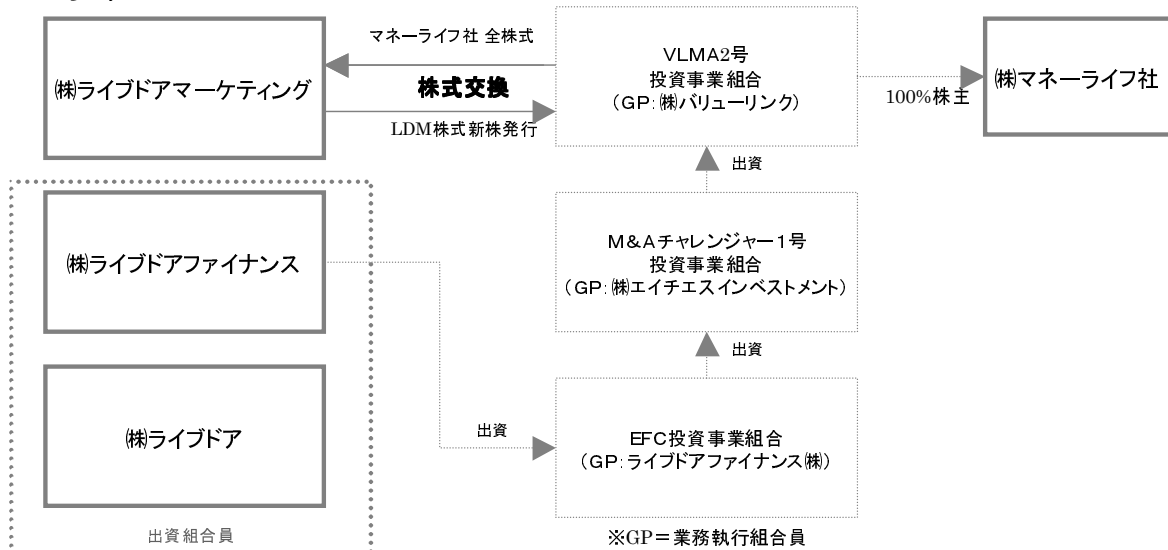 マネーライフ社 全株式
㈱ライブドアマーケティング
株式交換
LDM株式新株発行
VLMA2号
投資事業組合
（GP：㈱バリューリンク）
100%株主
㈱マネーライフ社
出資
㈱ライブドアファイナンス
M&Aチャレンジャー1号
投資事業組合
（GP：㈱エイチエスインベストメント）
出資
㈱ライブドア
出資
EFC投資事業組合
（GP：ライブドアファイナンス㈱）
出資組合員
※GP＝業務執行組合員